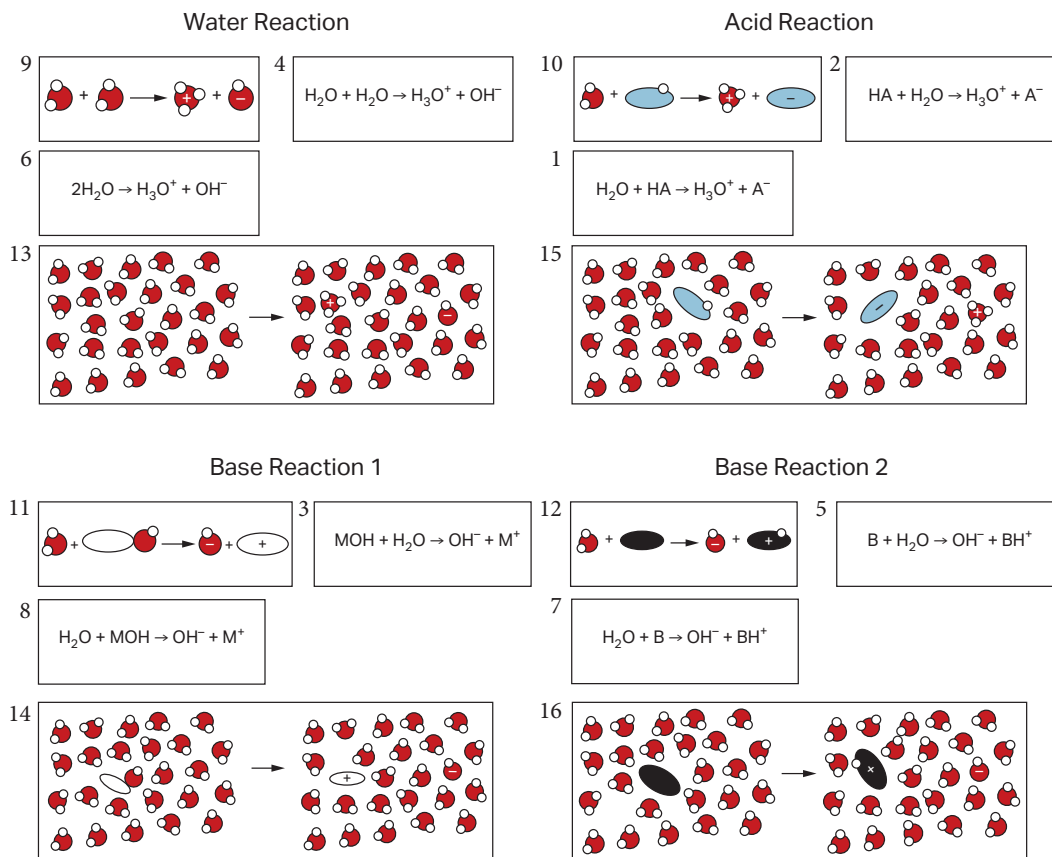 Water Reaction
Acid Reaction
9
+ → + + −
4
H₂O + H₂O → H₃O⁺ + OH⁻
10
+ → + + −
2
HA + H₂O → H₃O⁺ + A⁻
6
2H₂O → H₃O⁺ + OH⁻
1
H₂O + HA → H₃O⁺ + A⁻
13
→ + −
15
→ − +
Base Reaction 1
Base Reaction 2
11
+ → − + +
3
MOH + H₂O → OH⁻ + M⁺
12
+ → − + +
5
B + H₂O → OH⁻ + BH⁺
8
H₂O + MOH → OH⁻ + M⁺
7
H₂O + B → OH⁻ + BH⁺
14
→ + −
16
→ + −